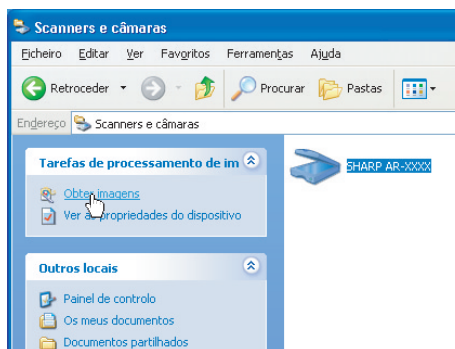 Scanners e câmaras
Ficheiro Editar Ver Favoritos Ferramentas Ajuda
Retroceder Procurar Pastas
Endereço Scanners e câmaras
Tarefas de processamento de im
SHARP AR-XXXX
Obter imagens
Ver as propriedades do dispositivo
Outros locais
Painel de controlo
Os meus documentos
Documentos partilhados